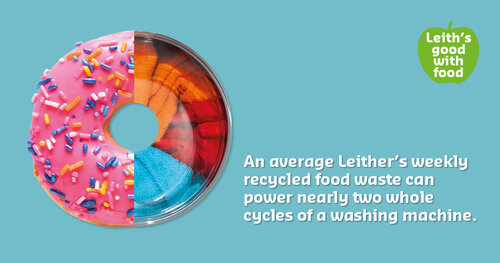 Leith's
good
with
food
An average Leither's weekly
recycled food waste can
power nearly two whole
cycles of a washing machine.